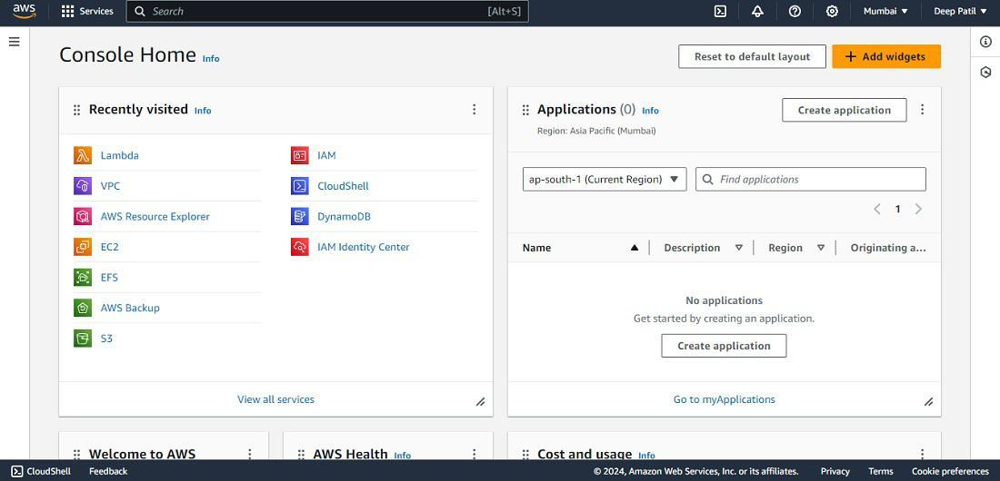 aws Services Search [Alt+S] Mumbai Deep Patil
Console Home Info
Reset to default layout
+ Add widgets
Recently visited Info
Lambda
VPC
AWS Resource Explorer
EC2
EFS
AWS Backup
S3
IAM
CloudShell
DynamoDB
IAM Identity Center
View all services
Applications (0) Info
Create application
Region: Asia Pacific (Mumbai)
ap-south-1 (Current Region)
Find applications
1
Name Description Region Originating a...
No applications
Get started by creating an application.
Create application
Go to myApplications
Welcome to AWS
AWS Health Info
Cost and usage Info
CloudShell Feedback © 2024, Amazon Web Services, Inc. or its affiliates. Privacy Terms Cookie preferences